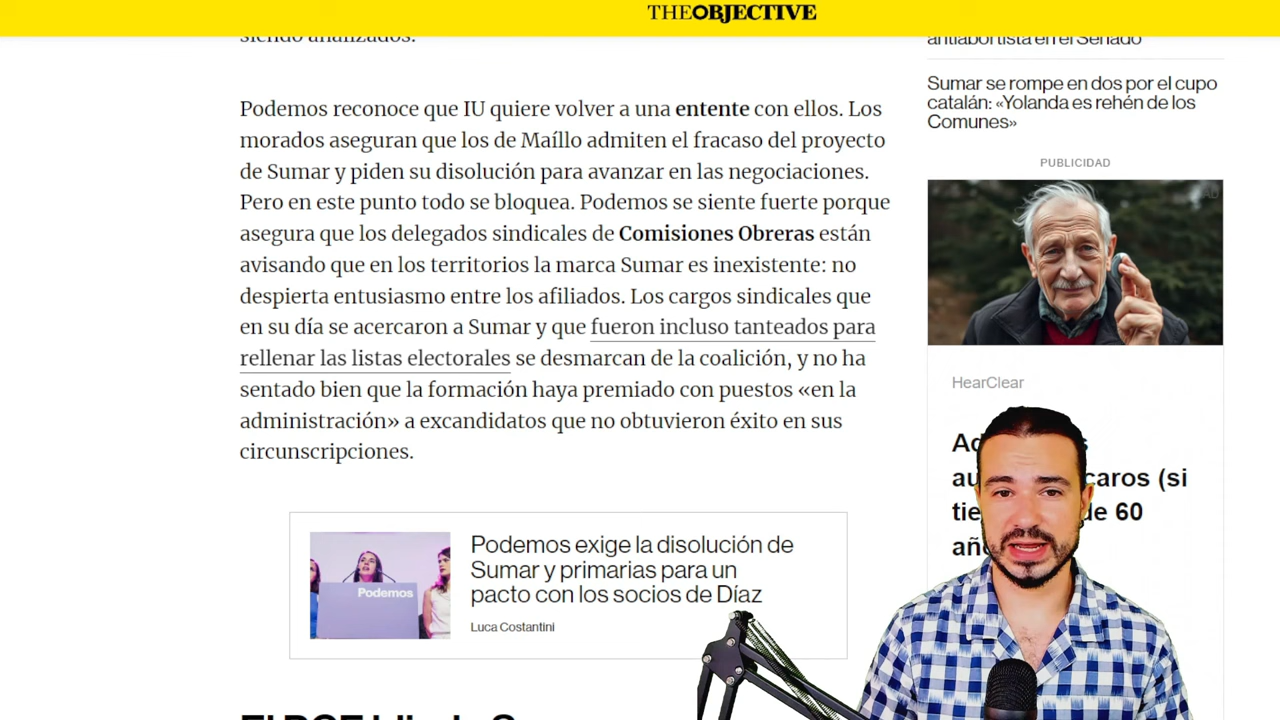 THEOBJECTIVE
siendo analizados.
antiabortista en el Senado
Sumar se rompe en dos por el cupo
catalán: «Yolanda es rehén de los
Comunes»
PUBLICIDAD
Podemos reconoce que IU quiere volver a una entente con ellos. Los
morados aseguran que los de Maíllo admiten el fracaso del proyecto
de Sumar y piden su disolución para avanzar en las negociaciones.
Pero en este punto todo se bloquea. Podemos se siente fuerte porque
asegura que los delegados sindicales de Comisiones Obreras están
avisando que en los territorios la marca Sumar es inexistente: no
despierta entusiasmo entre los afiliados. Los cargos sindicales que
en su día se acercaron a Sumar y que fueron incluso tanteados para
rellenar las listas electorales se desmarcan de la coalición, y no ha
sentado bien que la formación haya premiado con puestos «en la
administración» a excandidatos que no obtuvieron éxito en sus
circunscripciones.
HearClear
caros (si
de 60
Podemos
Podemos exige la disolución de
Sumar y primarias para un
pacto con los socios de Díaz
Luca Costantini